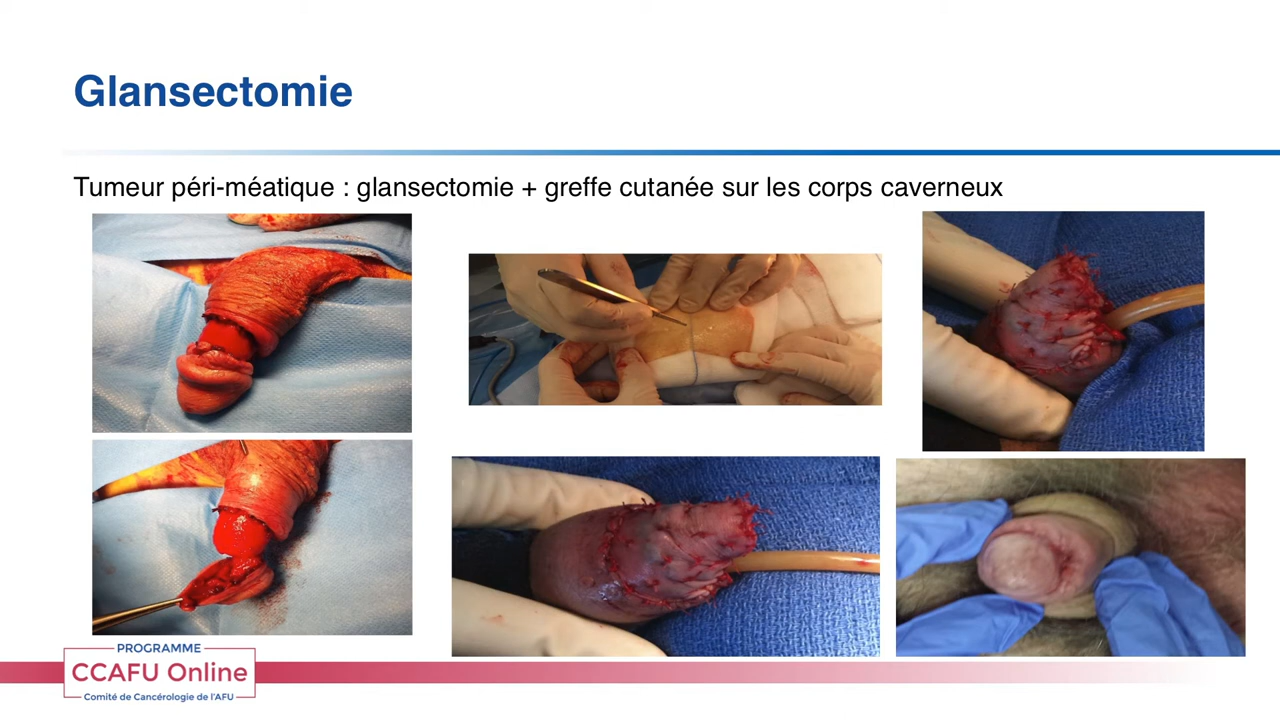 Glansectomie
Tumeur péri-méatique : glansectomie + greffe cutanée sur les corps caverneux
PROGRAMME
CCAFU Online
Comité de Cancérologie de l'AFU